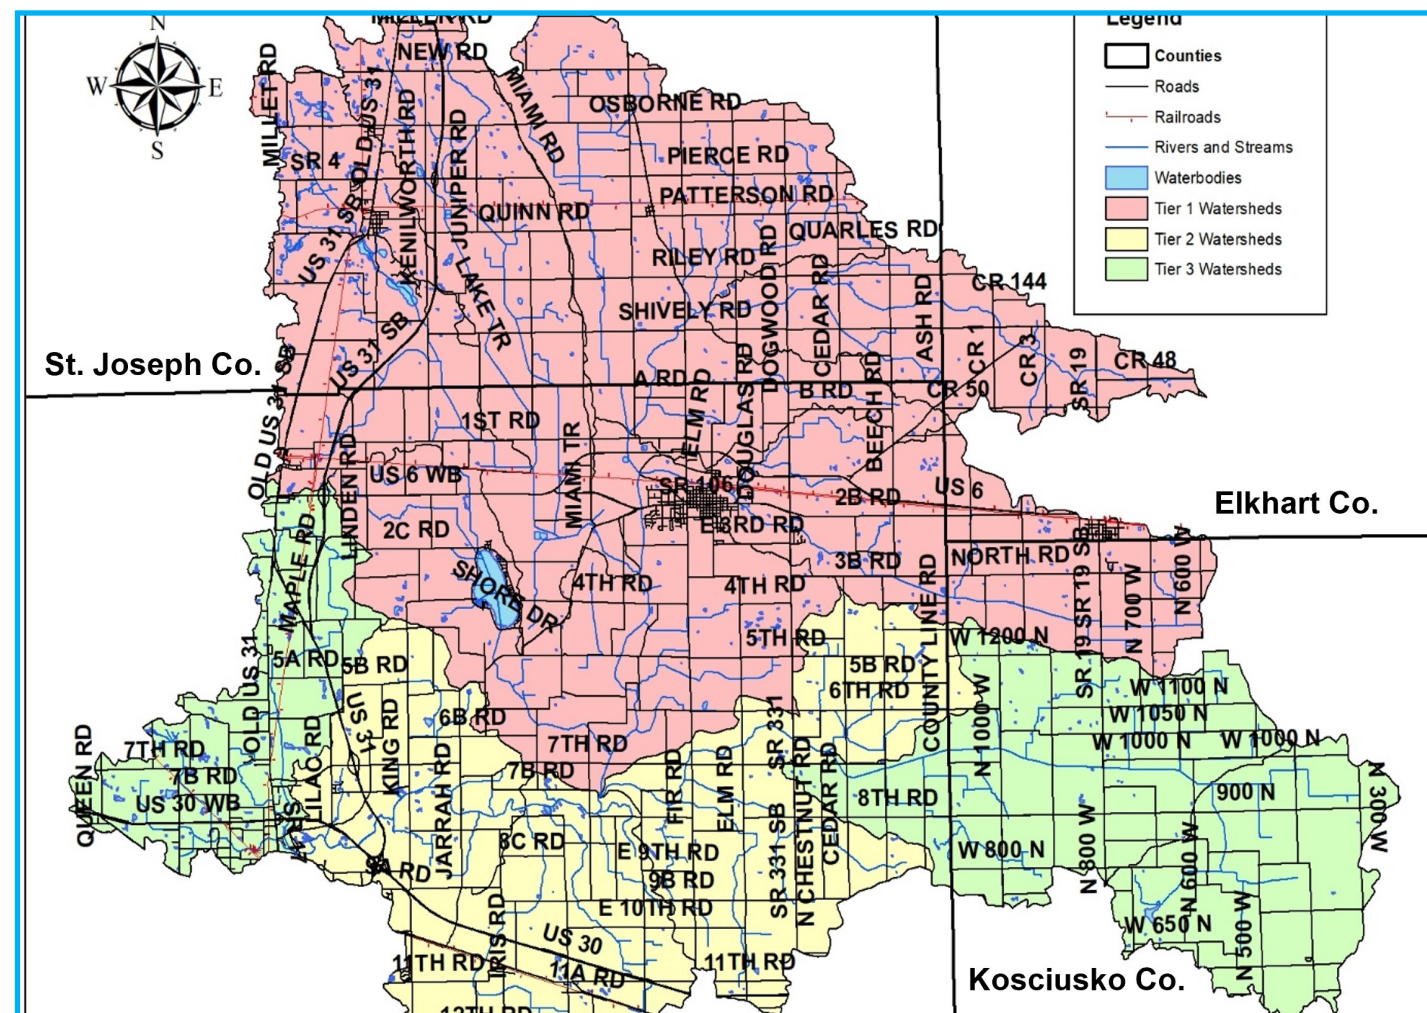 MILLER RD
Legend
N
W
E
S
Counties
Roads
Railroads
Rivers and Streams
Waterbodies
Tier 1 Watersheds
Tier 2 Watersheds
Tier 3 Watersheds
NEW RD
MILLET RD
OLD US 31
KENILWORTH RD
JUNIPER RD
MIAMI RD
OSBORNE RD
SR 4
PIERCE RD
PATTERSON RD
QUINN RD
QUARLES RD
US 31 SB
RILEY RD
DOGWOOD RD
CEDAR RD
LAKE TR
CR 144
ASH RD
SHIVELY RD
US 31 SB
CR 1
CR 3
SR 19
CR 48
St. Joseph Co.
A RD
B RD
CR 50
OLD US 31 SB
1ST RD
ELM RD
DOUGLAS RD
BEECH RD
MIAMI TR
LINDEN RD
US 6 WB
SR 106
2B RD
US 6
Elkhart Co.
2C RD
E 3RD RD
MAPLE RD
SHORE DR
4TH RD
4TH RD
3B RD
NORTH RD
COUNTY LINE RD
SR 19 SR 19 SB
N 700 W
N 600 W
5TH RD
W 1200 N
OLD US 31
5A RD
5B RD
5B RD
6TH RD
W 1100 N
US 31
KING RD
6B RD
SR 331
N 1000 W
W 1050 N
W 1000 N
W 1000 N
QUEEN RD
7TH RD
7B RD
US 30 WB
LILAC RD
JARRAH RD
7TH RD
7B RD
FIR RD
ELM RD
N CHESTNUT RD
CEDAR RD
8TH RD
900 N
N 300 W
SR 17
8C RD
E 9TH RD
SR 331 SB
W 800 N
N 800 W
N 600 W
9A RD
9B RD
E 10TH RD
IRIS RD
US 30
W 650 N
N 500 W
11TH RD
11A RD
11TH RD
Kosciusko Co.
12TH RD